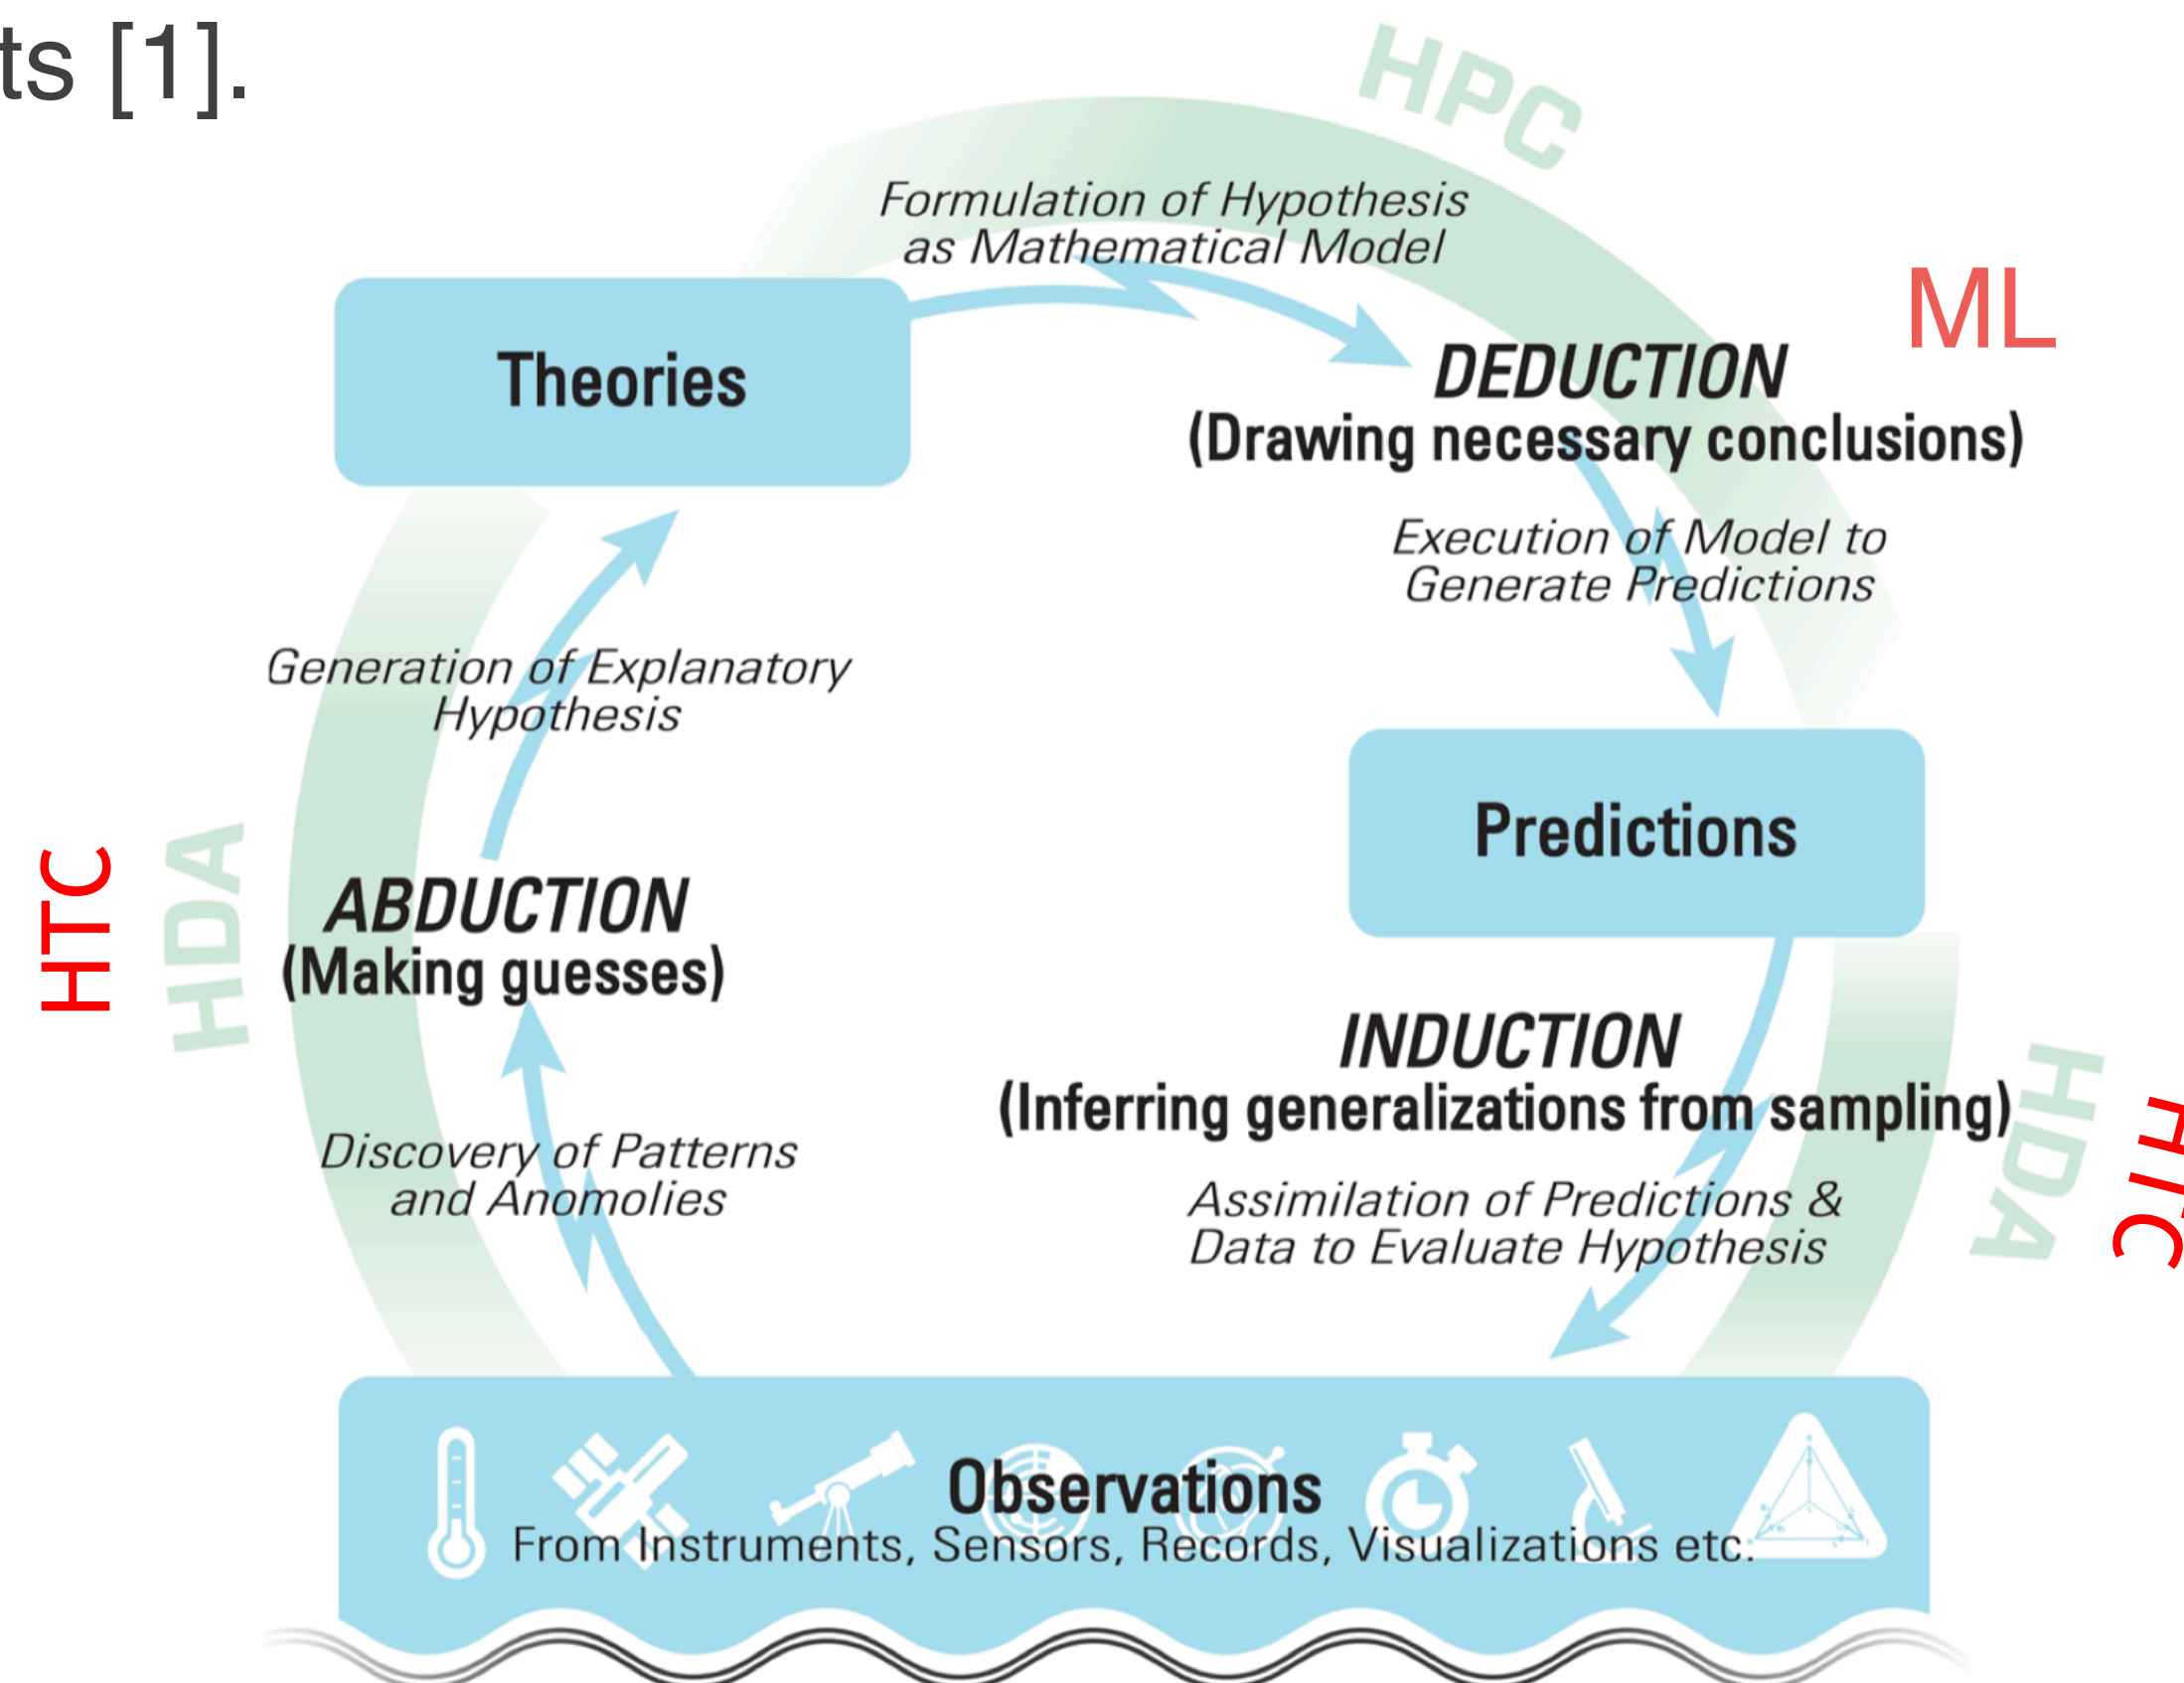 ts [1].
HPC
Formulation of Hypothesis
as Mathematical Model
ML
Theories
DEDUCTION
(Drawing necessary conclusions)
Execution of Model to
Generate Predictions
Generation of Explanatory
Hypothesis
Predictions
HTC
HDA
ABDUCTION
(Making guesses)
INDUCTION
(Inferring generalizations from sampling)
HDA
Discovery of Patterns
and Anomolies
Assimilation of Predictions &
Data to Evaluate Hypothesis
Observations
From Instruments, Sensors, Records, Visualizations etc.